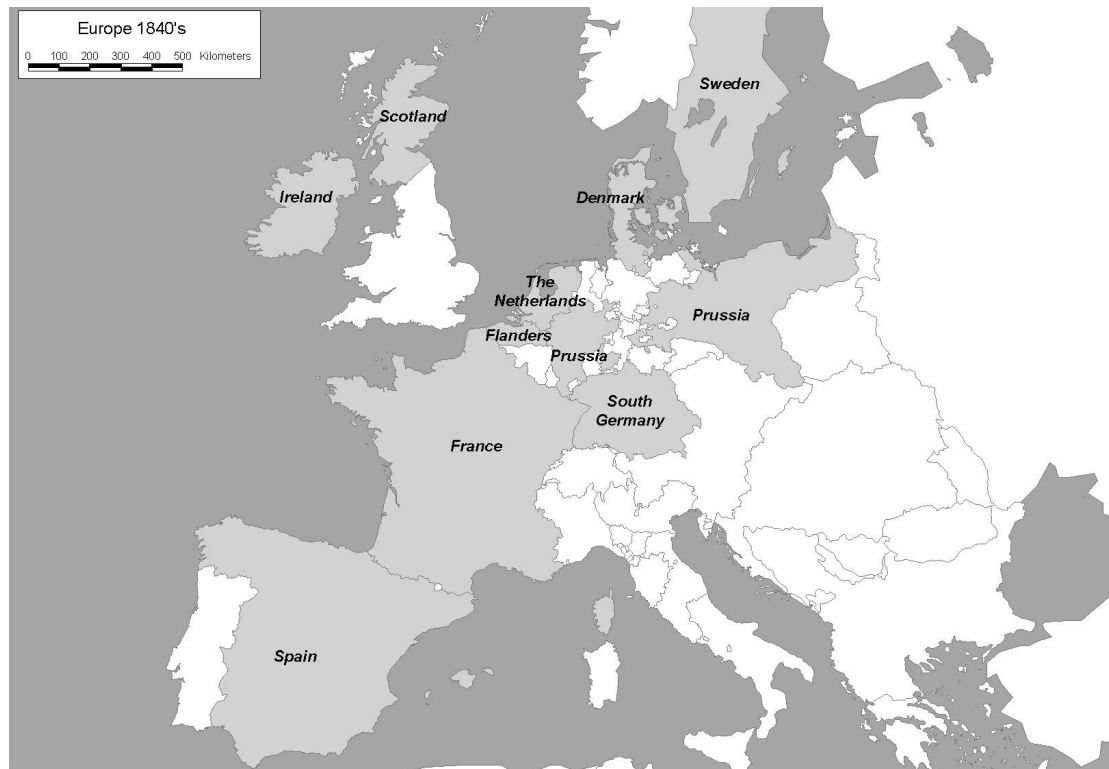 Europe 1840's
0 100 200 300 400 500 Kilometers
Sweden
Scotland
Ireland
Denmark
The
Netherlands
Prussia
Flanders
Prussia
South
Germany
France
Spain